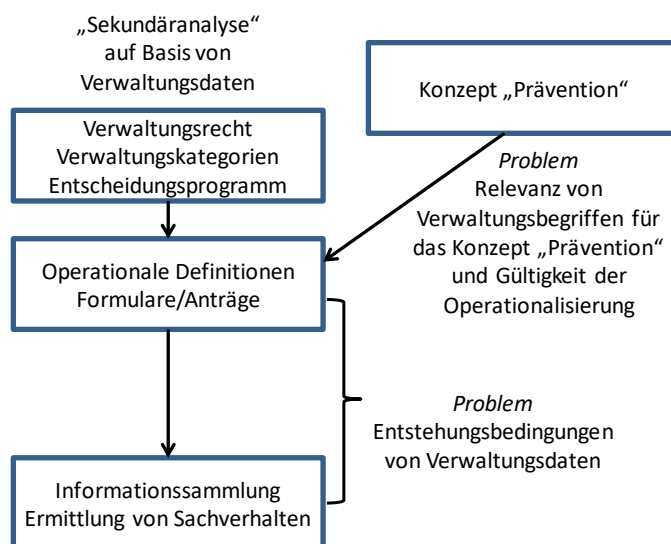 „Sekundäranalyse“
auf Basis von
Verwaltungsdaten
Konzept „Prävention“
Verwaltungsrecht
Verwaltungskategorien
Entscheidungsprogramm
Problem
Relevanz von
Verwaltungsbegriffen für
das Konzept „Prävention“
und Gültigkeit der
Operationalisierung
Operationale Definitionen
Formulare/Anträge
Problem
Entstehungsbedingungen
von Verwaltungsdaten
Informationssammlung
Ermittlung von Sachverhalten